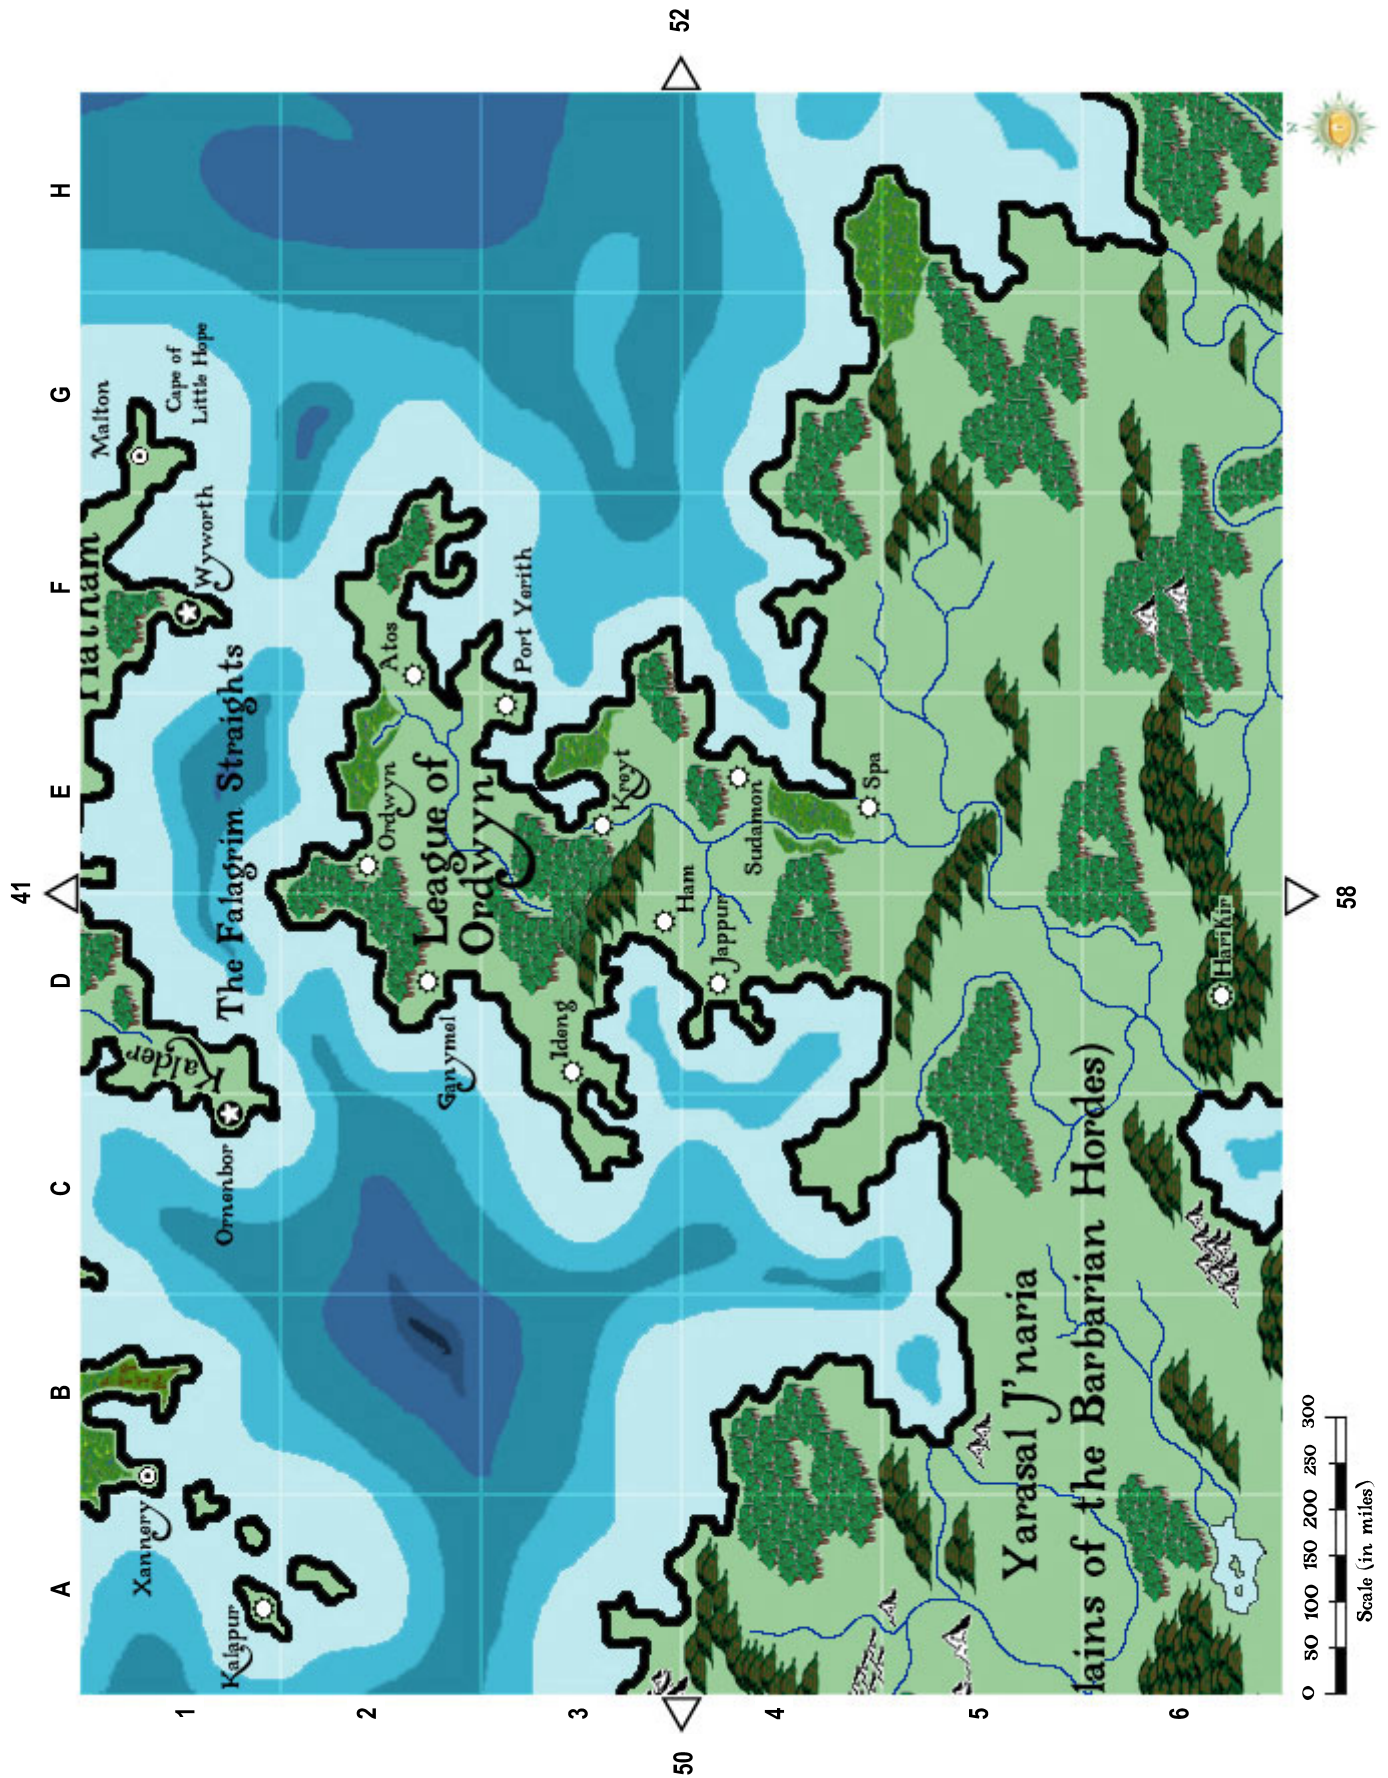 41
A B C D E F G H
1
Xannery
Kalapur
Ornenbor
Kalder
The Falagrim Straights
Hatham
Wyworth
Malton
Cape of
Little Hope
2
Ganymel
Ordwyn
Atos
League of
Ordwyn
Port Yerith
3
Ideng
Kreyt
50
52
Ham
Jappur
Sudamon
4
Spa
5
Yarasal J'naria
lains of the Barbarian Hordes)
6
Harikir
N
0 50 100 150 200 250 300
Scale (in miles)
58